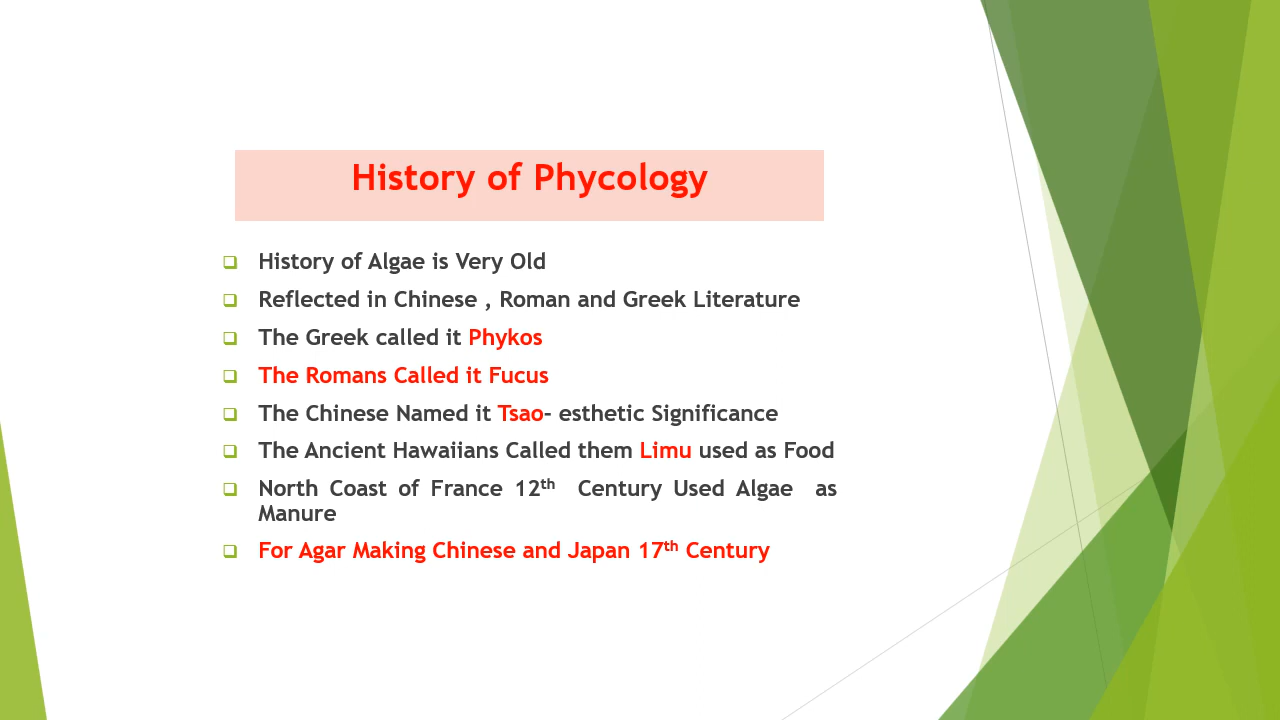 History of Phycology
History of Algae is Very Old
Reflected in Chinese , Roman and Greek Literature
The Greek called it Phykos
The Romans Called it Fucus
The Chinese Named it Tsao- esthetic Significance
The Ancient Hawaiians Called them Limu used as Food
North Coast of France 12th Century Used Algae as
Manure
For Agar Making Chinese and Japan 17th Century